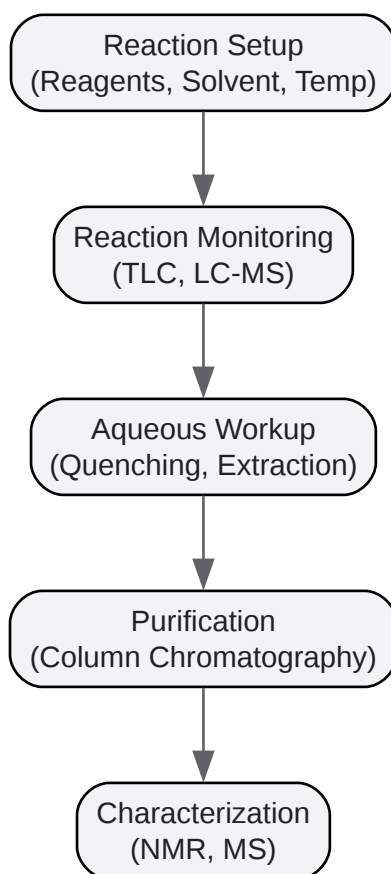 Reaction Setup
(Reagents, Solvent, Temp)
Reaction Monitoring
(TLC, LC-MS)
Aqueous Workup
(Quenching, Extraction)
Purification
(Column Chromatography)
Characterization
(NMR, MS)